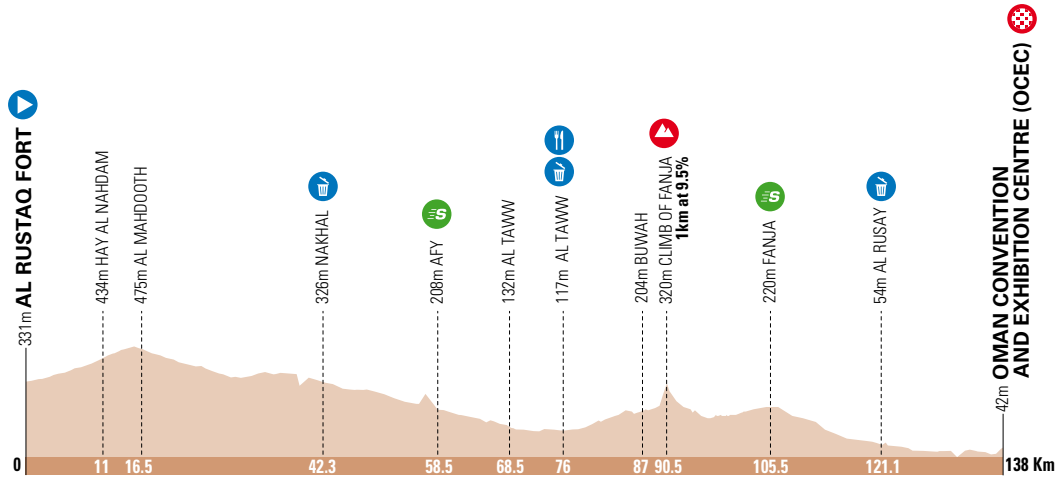 331m AL RUSTAQ FORT
434m HAY AL NAHDAM
475m AL MAHDOOTH
326m NAKHAL
S
208m AFY
132m AL TAWW
117m AL TAWW
204m BUWAH
320m CLIMB OF FANJA
1km at 9.5%
S
220m FANJA
54m AL RUSAY
42m OMAN CONVENTION
AND EXHIBITION CENTRE (OCEC)
0 11 16.5 42.3 58.5 68.5 76 87 90.5 105.5 121.1 138 Km